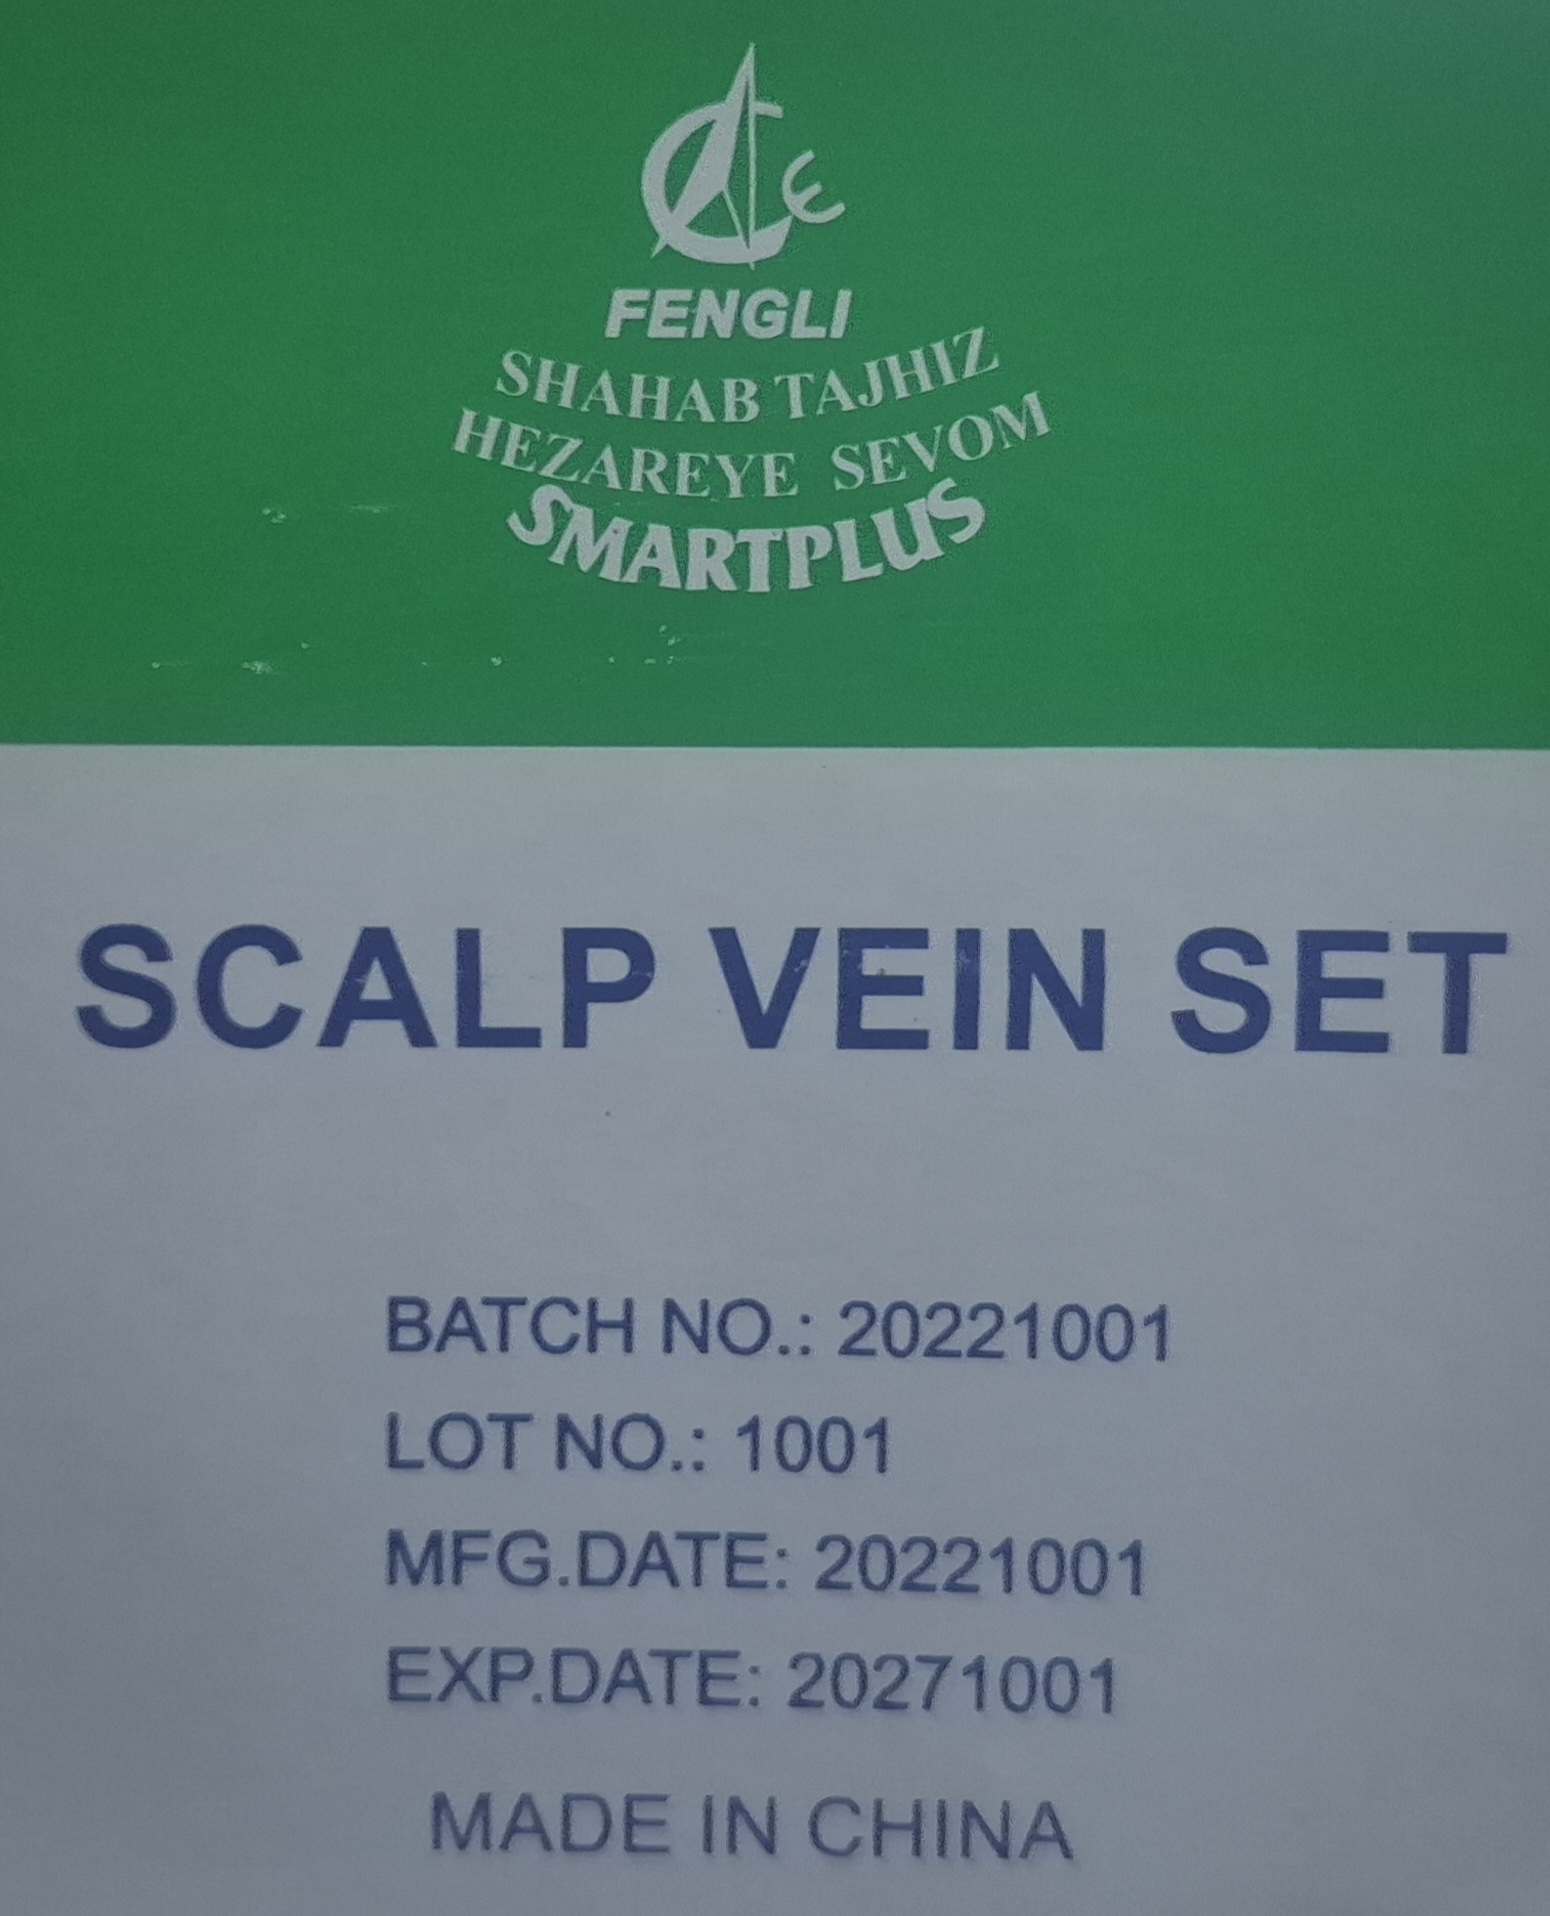 FENGLI
SHAHAB TAJHIZ
HEZAREYE SEVOM
SMARTPLUS
SCALP VEIN SET
BATCH NO.: 20221001
LOT NO.: 1001
MFG.DATE: 20221001
EXP.DATE: 20271001
MADE IN CHINA